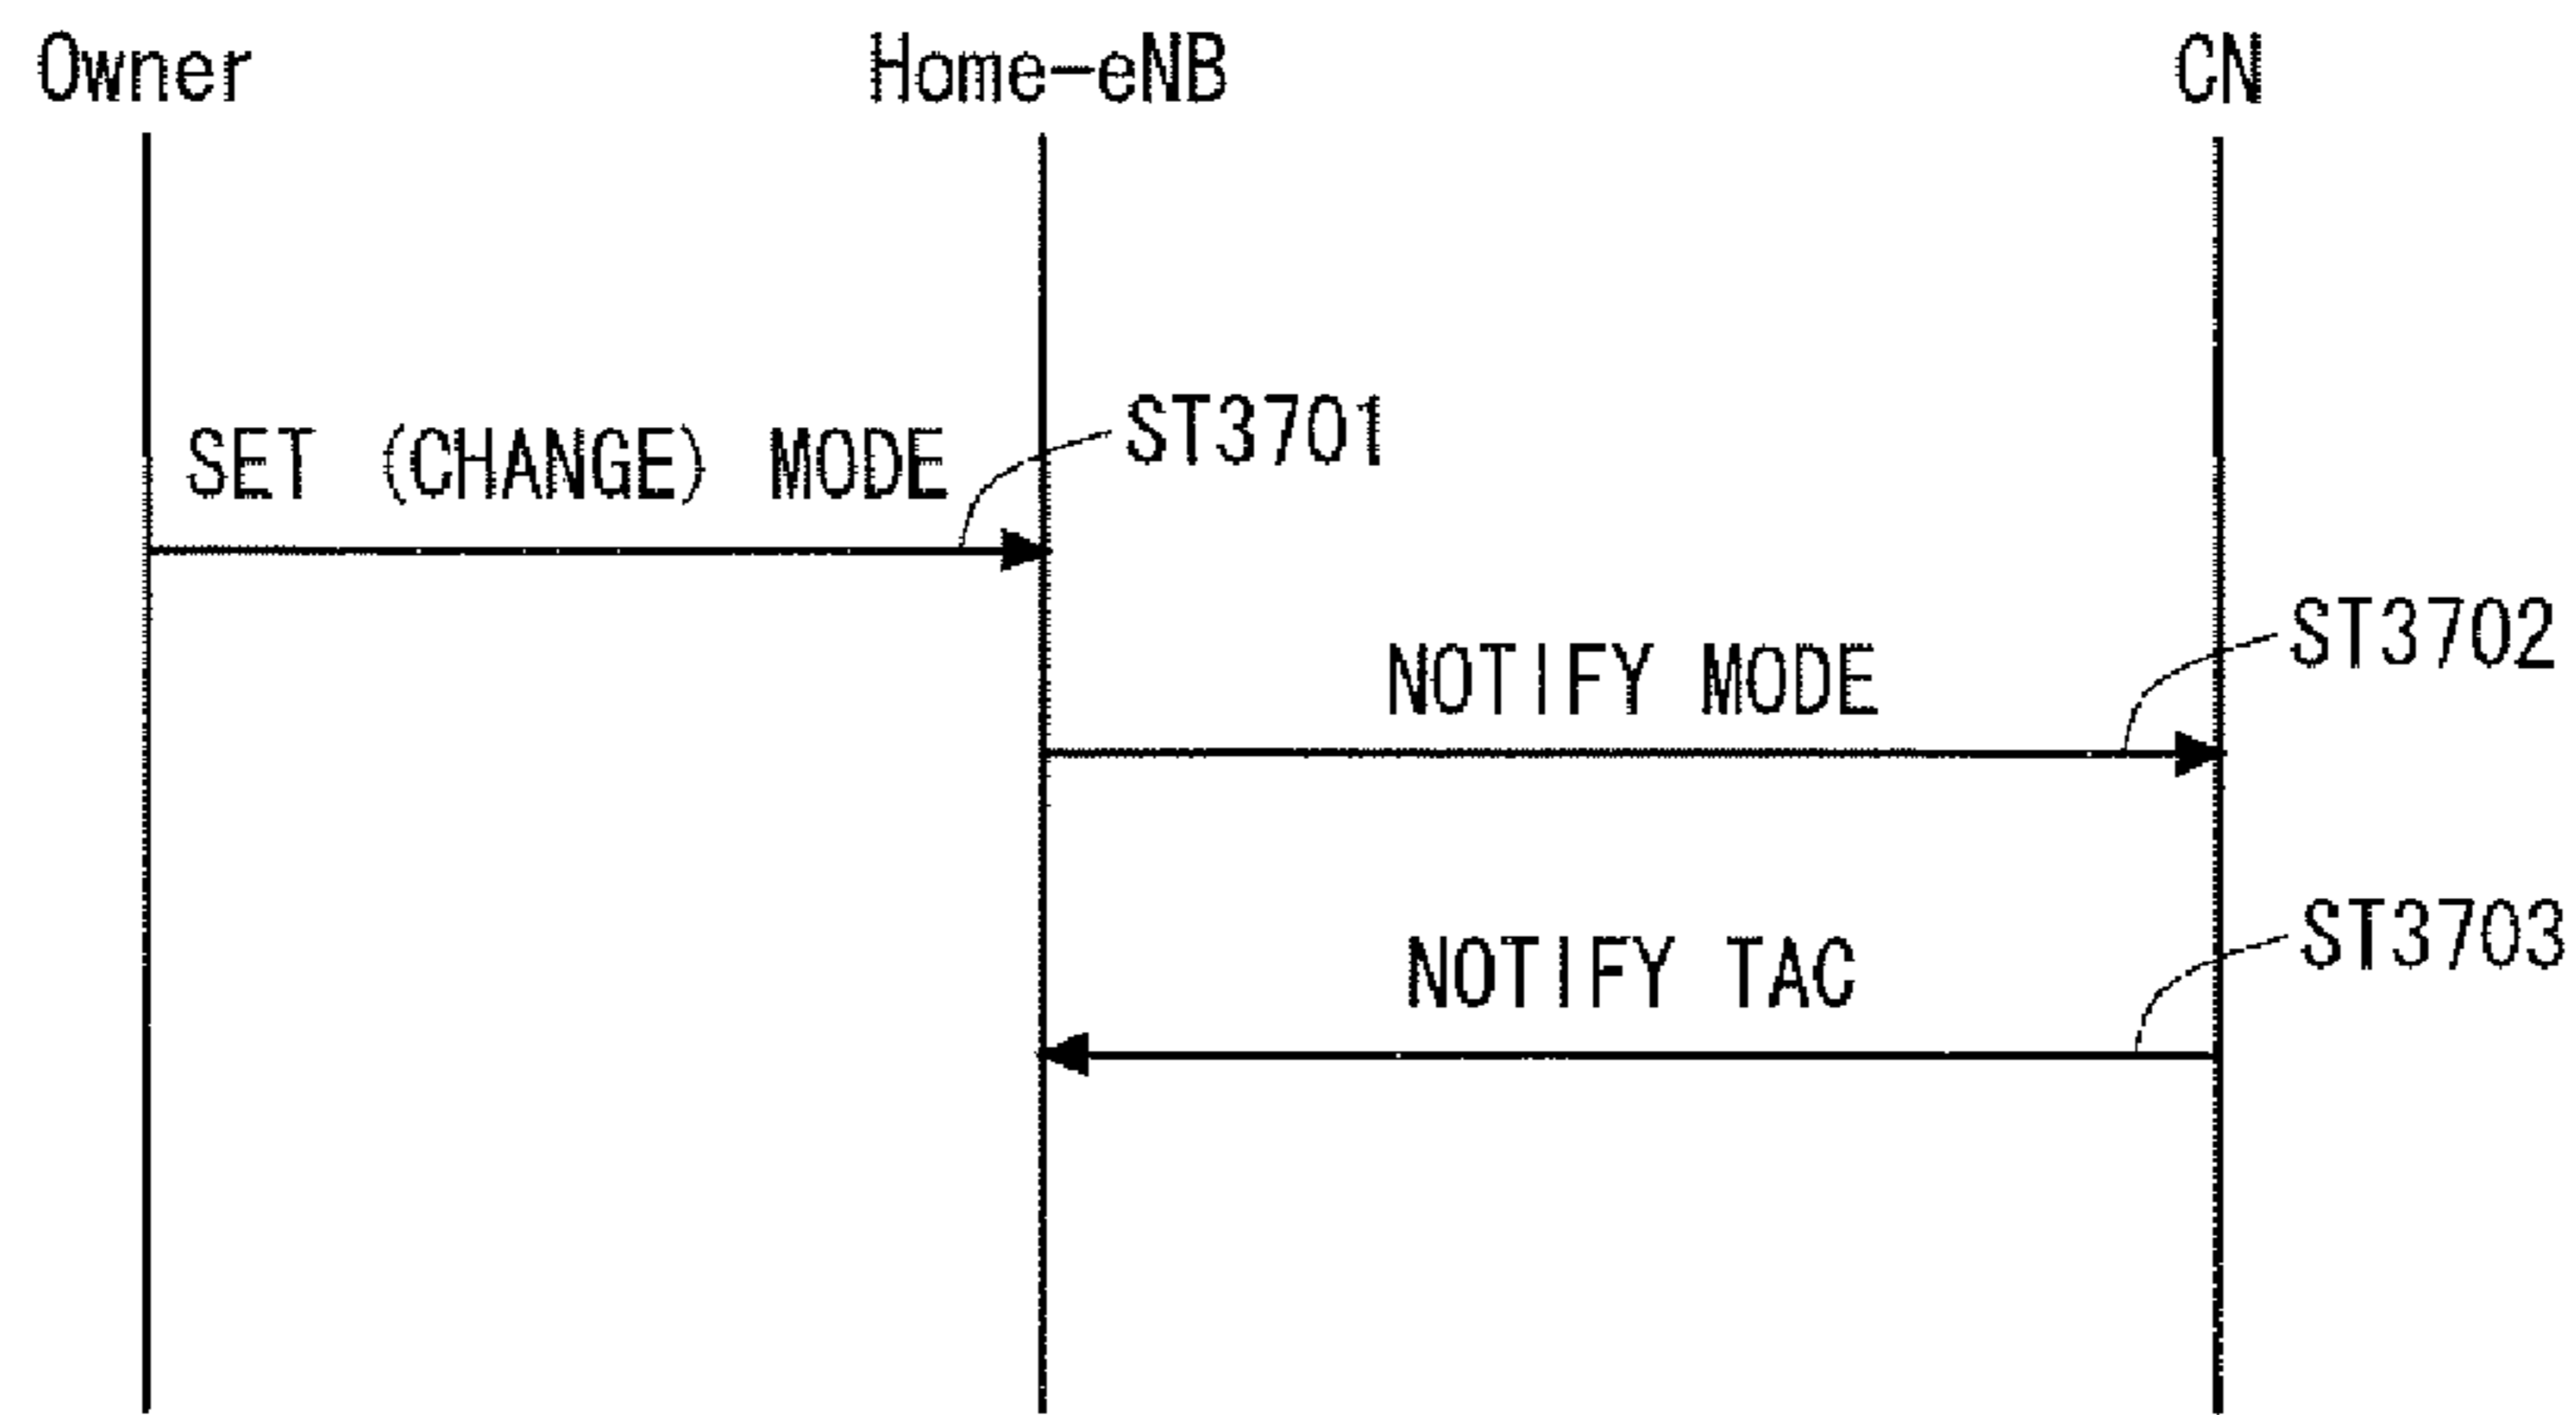 Owner
Home-eNB
CN
SET (CHANGE) MODE
ST3701
NOTIFY MODE
ST3702
NOTIFY TAC
ST3703